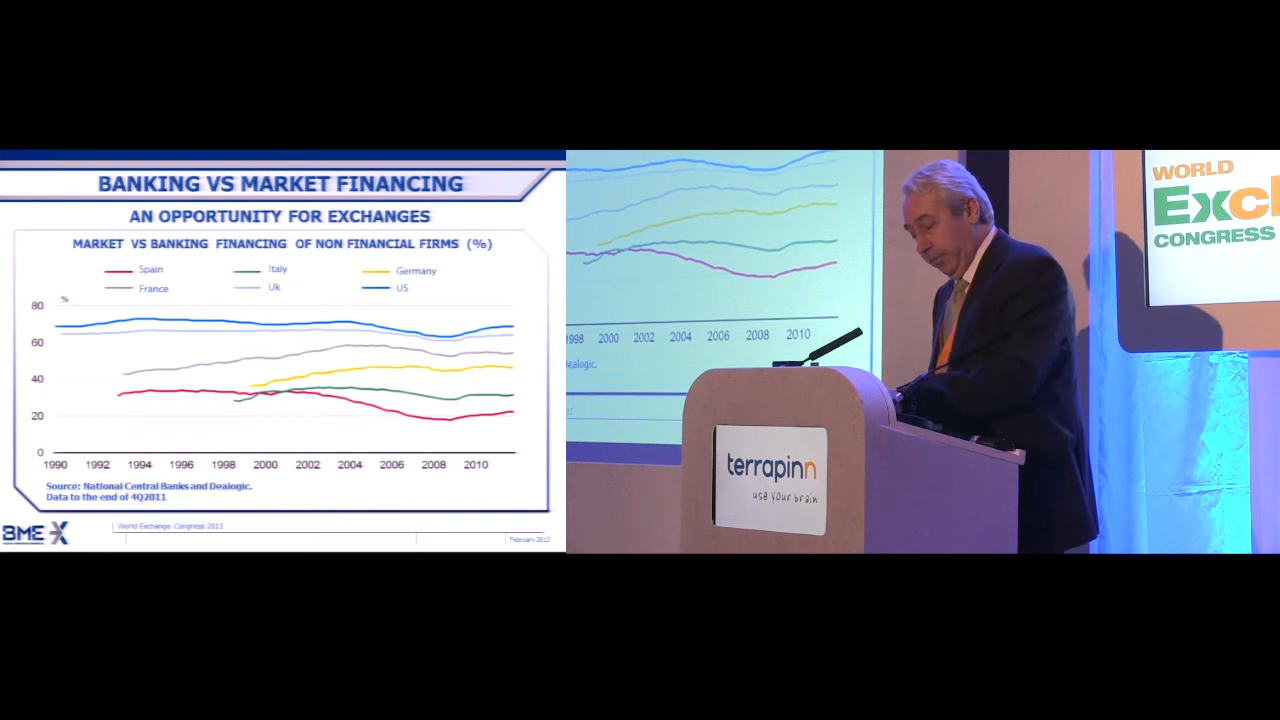 BANKING VS MARKET FINANCING
AN OPPORTUNITY FOR EXCHANGES
MARKET VS BANKING FINANCING OF NON FINANCIAL FIRMS (%)
Spain Italy Germany
France Uk US
%
80
60
40
20
0
1990 1992 1994 1996 1998 2000 2002 2004 2006 2008 2010
Source: National Central Banks and Dealogic.
Data to the end of 4Q2011
BME X
World Exchange Congress 2013
February 2013
1998 2000 2002 2004 2006 2008 2010
Dealogic.
terrapinn
use your brain
WORLD
Exc
CONGRESS